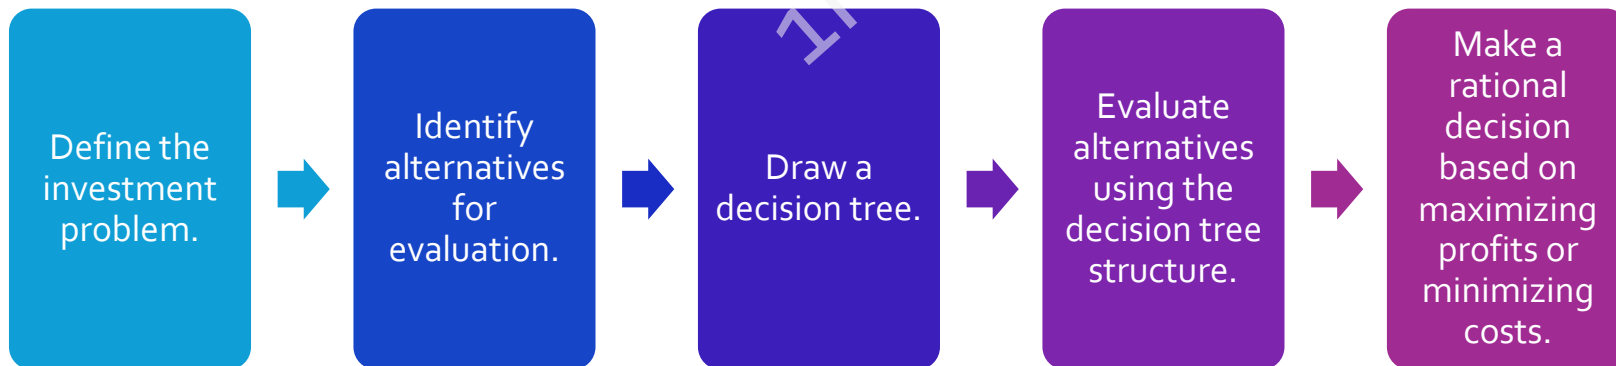 Define the
investment
problem.
Identify
alternatives
for
evaluation.
Draw a
decision tree.
Evaluate
alternatives
using the
decision tree
structure.
Make a
rational
decision
based on
maximizing
profits or
minimizing
costs.